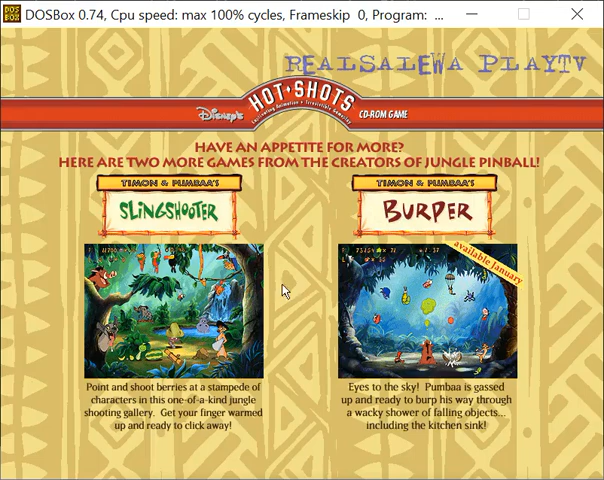 DOSBox 0.74, Cpu speed: max 100% cycles, Frameskip 0, Program: ...
REALSALEWA PLAYTV
DISNEY'S HOT•SHOTS CD-ROM GAME
HAVE AN APPETITE FOR MORE?
HERE ARE TWO MORE GAMES FROM THE CREATORS OF JUNGLE PINBALL!
TIMON & PUMBAA'S
SLINGSHOOTER
Point and shoot berries at a stampede of
characters in this one-of-a-kind jungle
shooting gallery. Get your finger warmed
up and ready to click away!
TIMON & PUMBAA'S
BURPER
available January
Eyes to the sky! Pumbaa is gassed
up and ready to burp his way through
a wacky shower of falling objects...
including the kitchen sink!